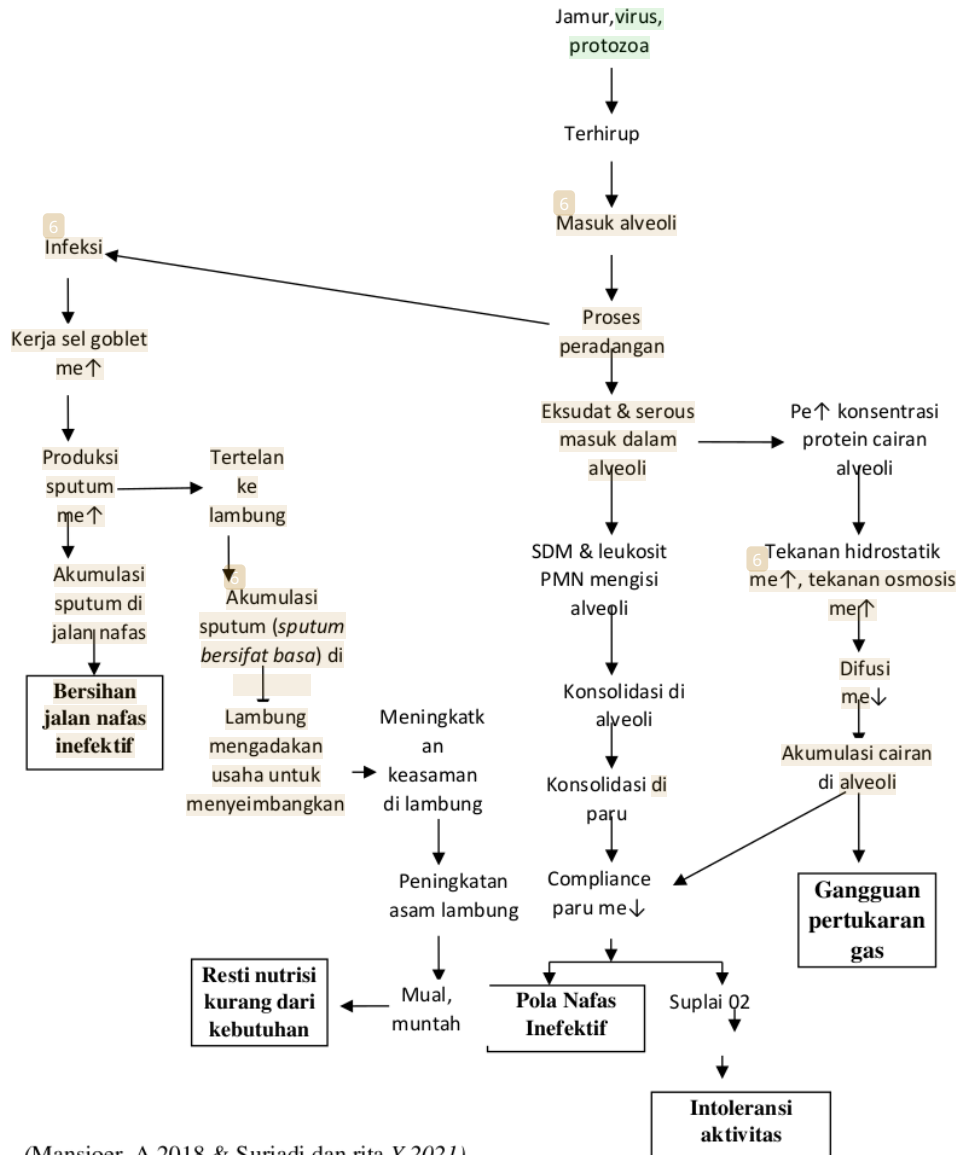 Jamur,virus,
protozoa
Terhirup
6
Masuk alveoli
Proses
peradangan
6
Infeksi
Kerja sel goblet
me↑
Produksi
sputum
me↑
Akumulasi
sputum di
jalan nafas
Bersihan
jalan nafas
inefektif
Tertelan
ke
lambung
6
Akumulasi
sputum (sputum
bersifat basa) di
Lambung
mengadakan
usaha untuk
menyeimbangkan
Meningkatk
an
keasaman
di lambung
Peningkatan
asam lambung
Mual,
muntah
Resti nutrisi
kurang dari
kebutuhan
Eksudat & serous
masuk dalam
alveoli
SDM & leukosit
PMN mengisi
alveoli
Konsolidasi di
alveoli
Konsolidasi di
paru
Compliance
paru me↓
Pola Nafas
Inefektif
Suplai 02
Intoleransi
aktivitas
Pe↑ konsentrasi
protein cairan
alveoli
6
Tekanan hidrostatik
me↑, tekanan osmosis
me↑
Difusi
me↓
Akumulasi cairan
di alveoli
Gangguan
pertukaran
gas
(Mansjoer, A 2018 & Suriadi dan rita Y 2021)